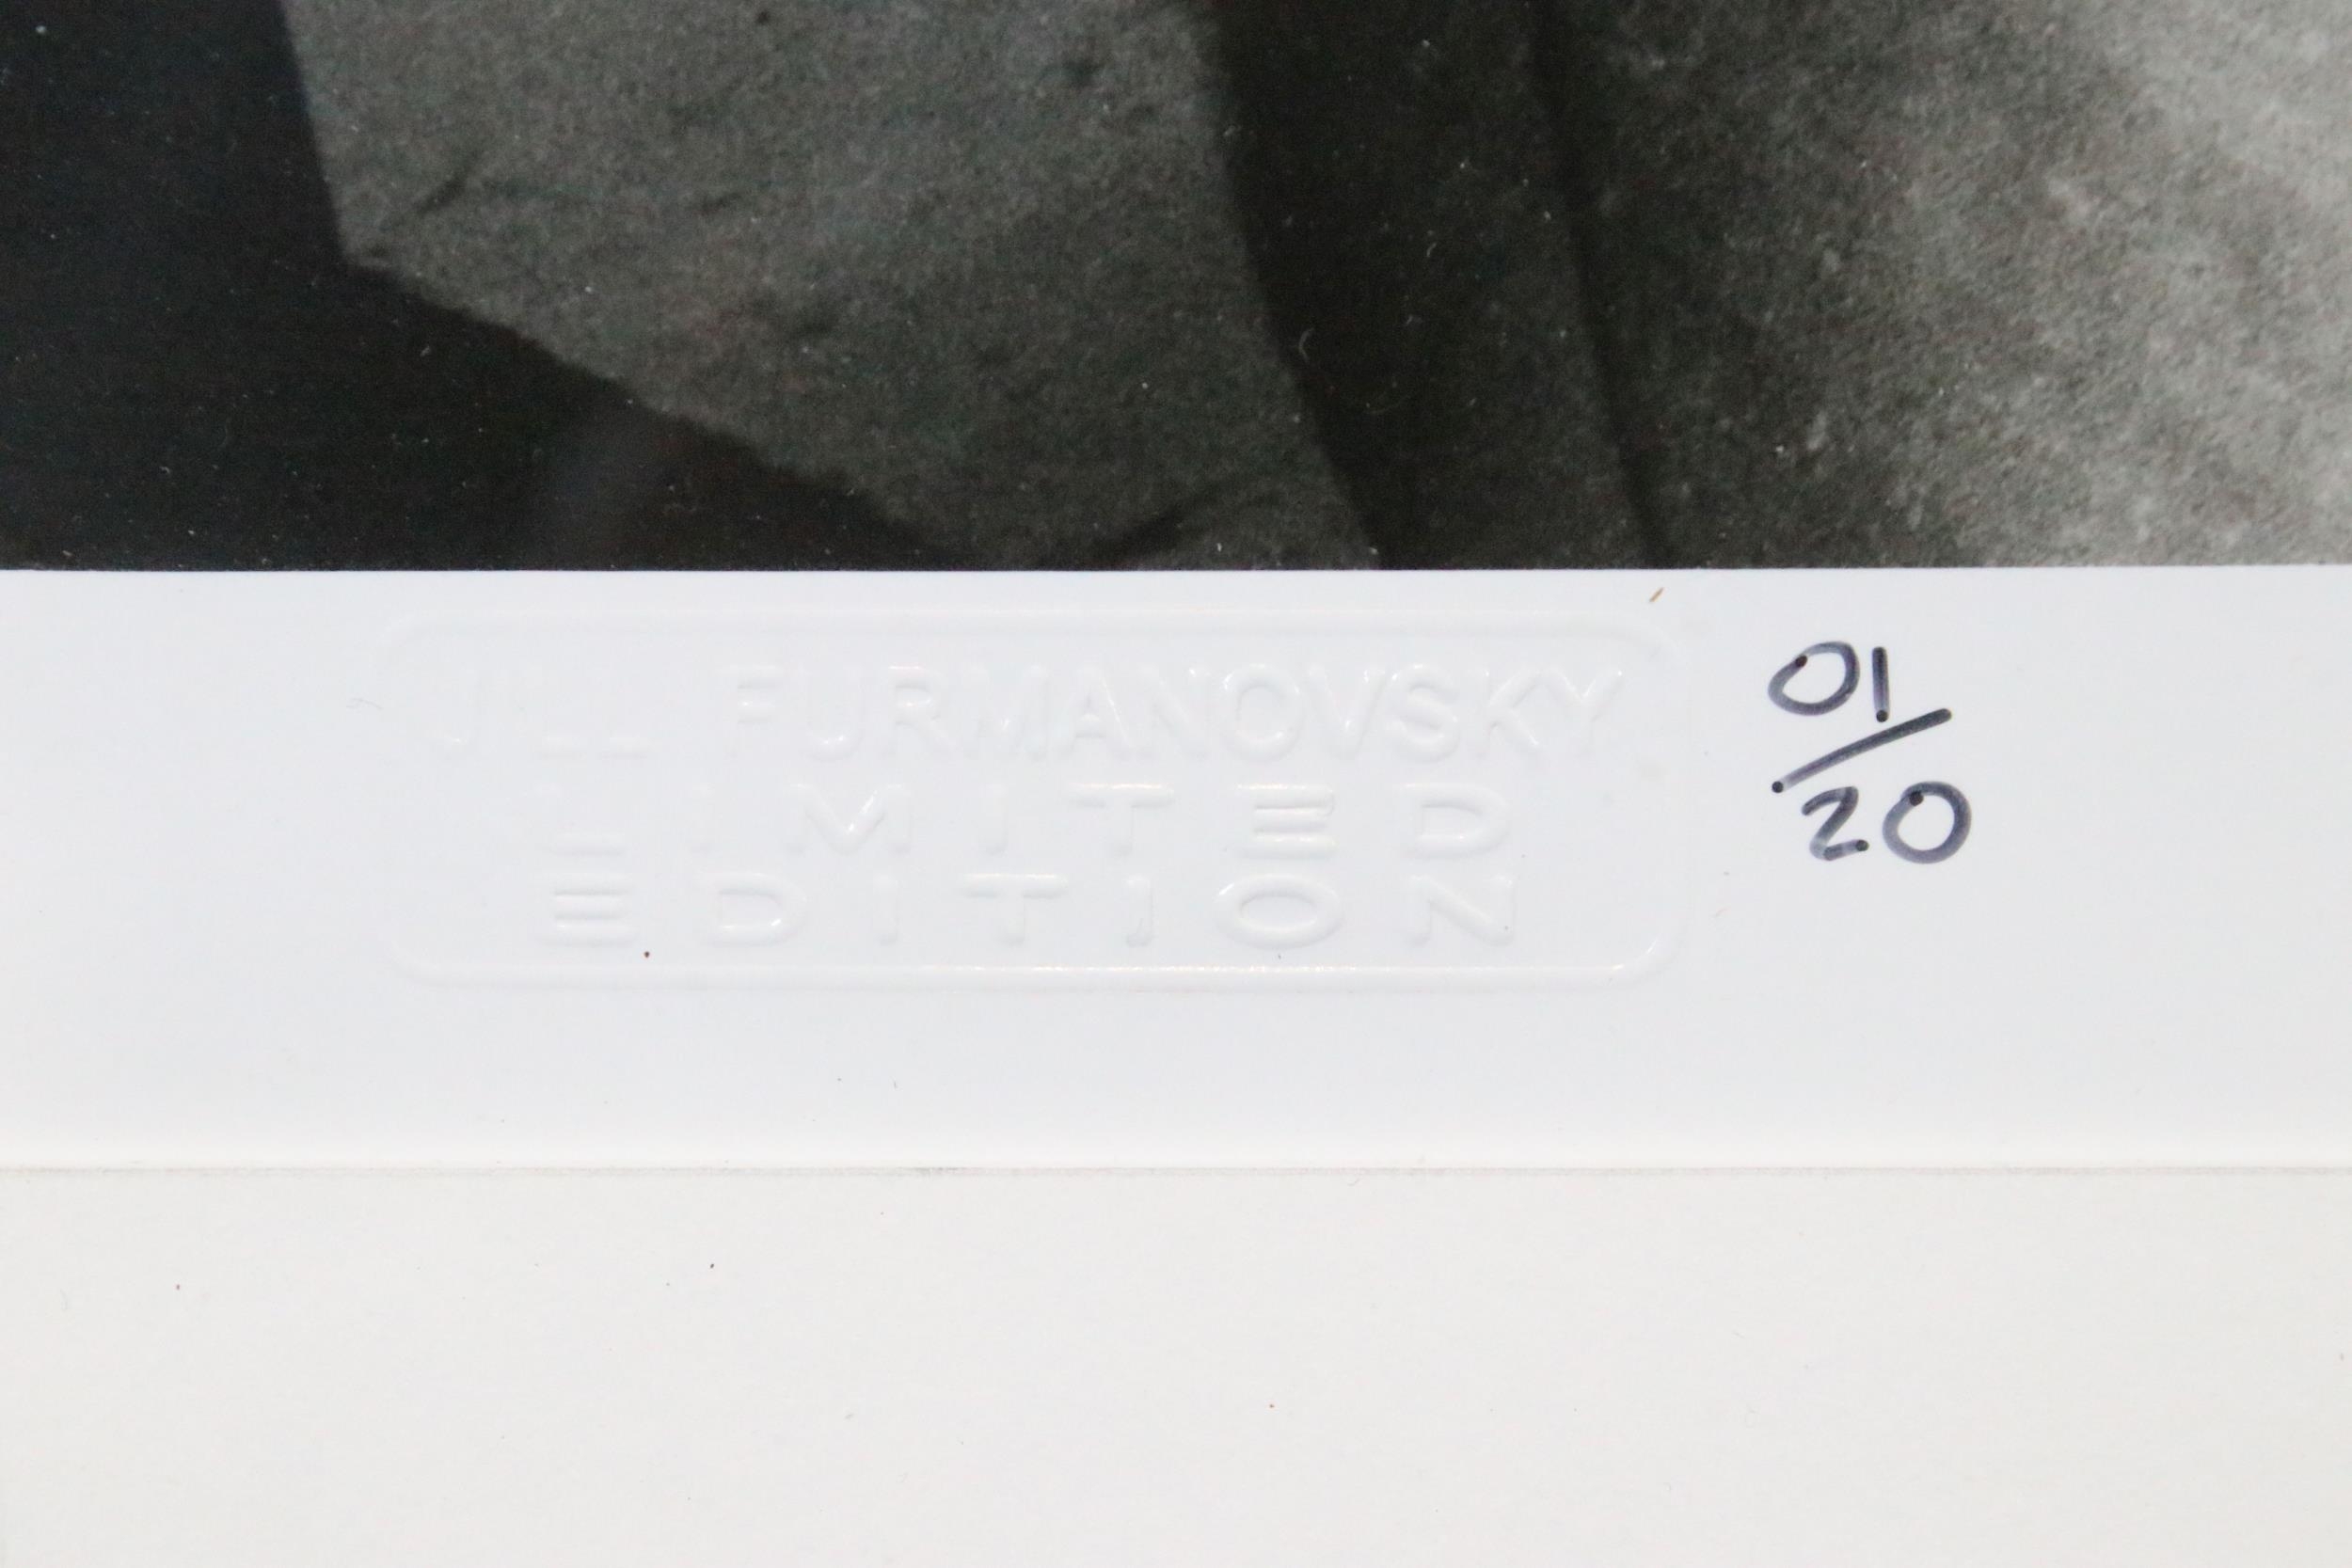 JILL FURMANOVSKY
LIMITED
EDITION
01/20